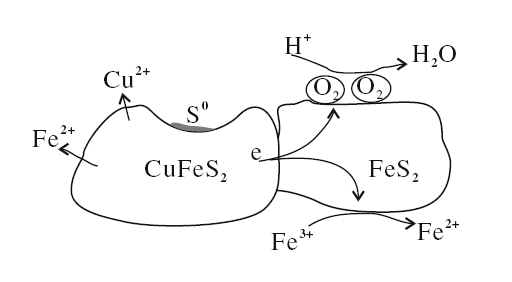 H⁺
H₂O
Cu²⁺
O₂ O₂
S⁰
Fe²⁺
e
CuFeS₂
FeS₂
Fe³⁺
Fe²⁺